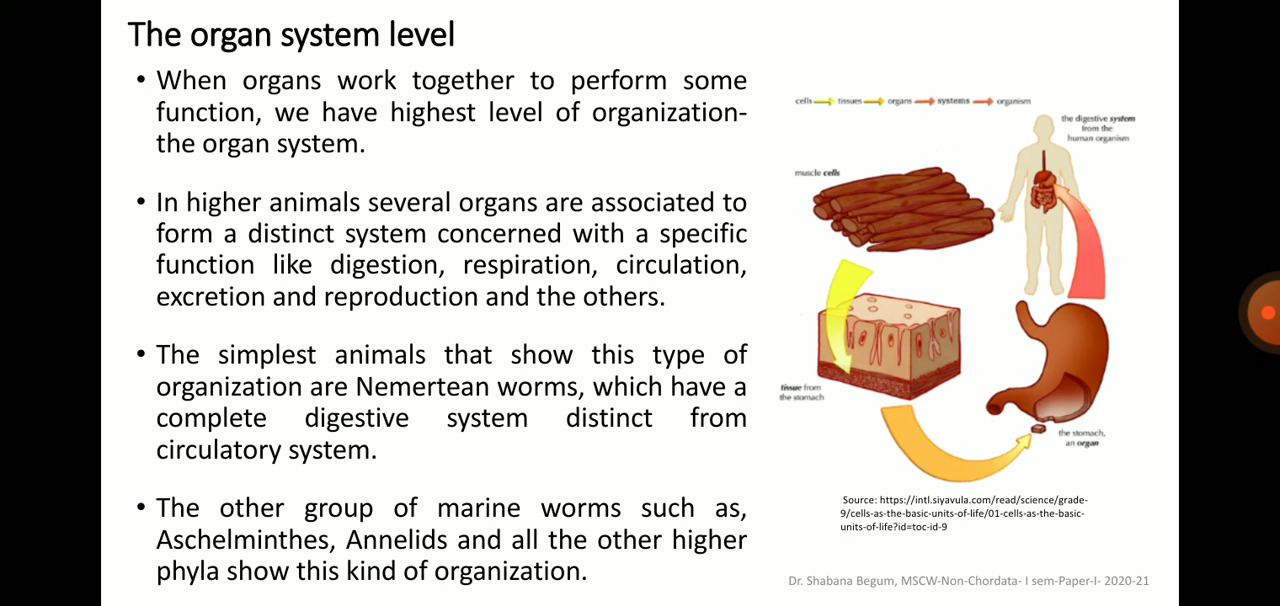 The organ system level
• When organs work together to perform some
function, we have highest level of organization-
the organ system.
• In higher animals several organs are associated to
form a distinct system concerned with a specific
function like digestion, respiration, circulation,
excretion and reproduction and the others.
• The simplest animals that show this type of
organization are Nemertean worms, which have a
complete digestive system distinct from
circulatory system.
• The other group of marine worms such as,
Aschelminthes, Annelids and all the other higher
phyla show this kind of organization.
cells tissues organs systems organism
the digestive system
from the
human organism
muscle cells
tissue from
the stomach
the stomach,
an organ
Source: https://intl.siyavula.com/read/science/grade-
9/cells-as-the-basic-units-of-life/01-cells-as-the-basic-
units-of-life?id=toc-id-9
Dr. Shabana Begum, MSCW-Non-Chordata- I sem-Paper-I- 2020-21